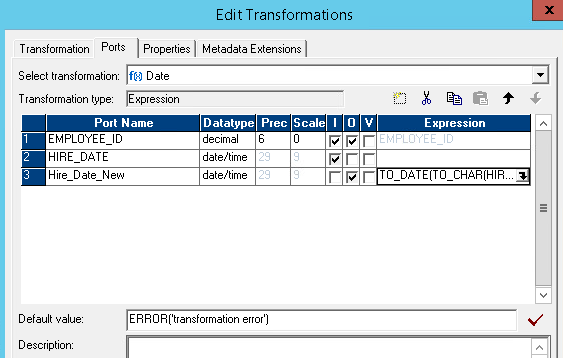 Edit Transformations
x
Transformation Ports Properties Metadata Extensions
Select transformation: f(x) Date
Transformation type: Expression
Port Name Datatype Prec Scale I O V Expression
1 EMPLOYEE_ID decimal 6 0 EMPLOYEE_ID
2 HIRE_DATE date/time 29 9
3 Hire_Date_New date/time 29 9 TO_DATE(TO_CHAR(HIR...
Default value: ERROR('transformation error')
Description: